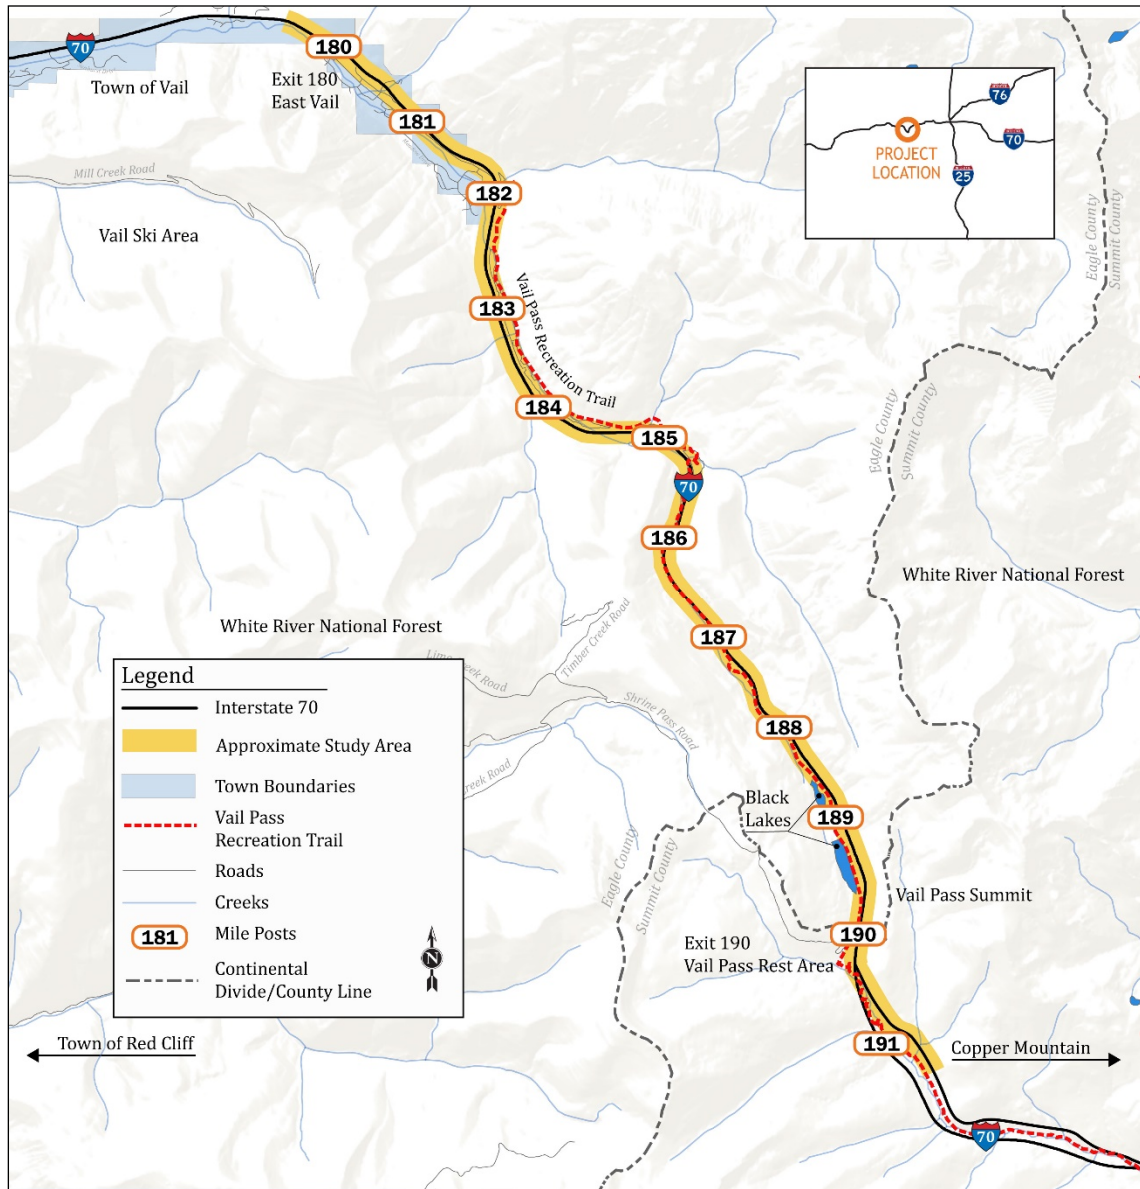 70
180
Town of Vail
Exit 180
East Vail
181
Mill Creek Road
182
Vail Ski Area
76
70
PROJECT
LOCATION
25
Eagle County
Summit County
183
Vail Pass Recreation Trail
184
185
70
Eagle County
Summit County
186
White River National Forest
Timber Creek Road
White River National Forest
187
Creek Road
Shrine Pass Road
188
Creek Road
Black
Lakes
189
Eagle County
Summit County
Vail Pass Summit
190
Exit 190
Vail Pass Rest Area
191
Copper Mountain
70
Legend
Interstate 70
Approximate Study Area
Town Boundaries
Vail Pass
Recreation Trail
Roads
Creeks
181
Mile Posts
N
Continental
Divide/County Line
Town of Red Cliff